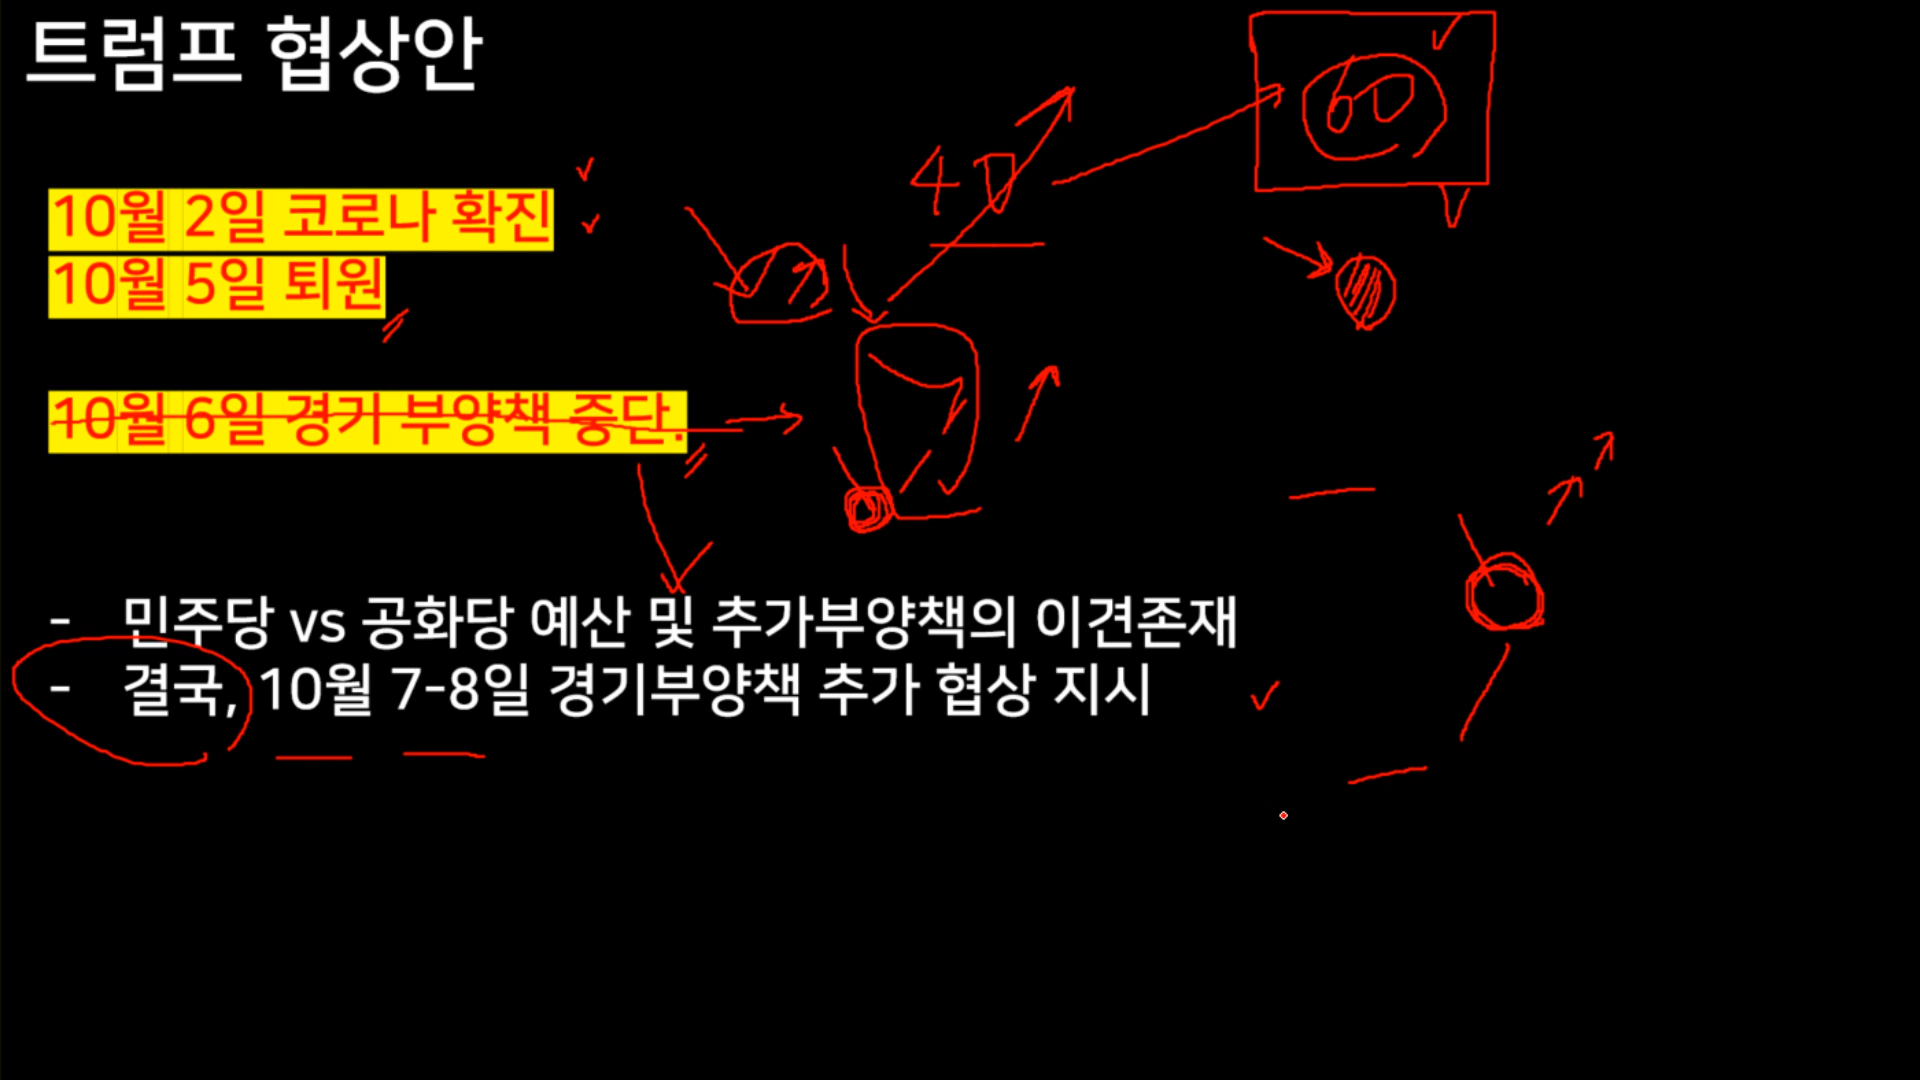 트럼프 협상안
40
60
10월 2일 코로나 확진
10월 5일 퇴원
10월 6일 경기 부양책 중단.
- 민주당 vs 공화당 예산 및 추가부양책의 이견존재
- 결국, 10월 7-8일 경기부양책 추가 협상 지시